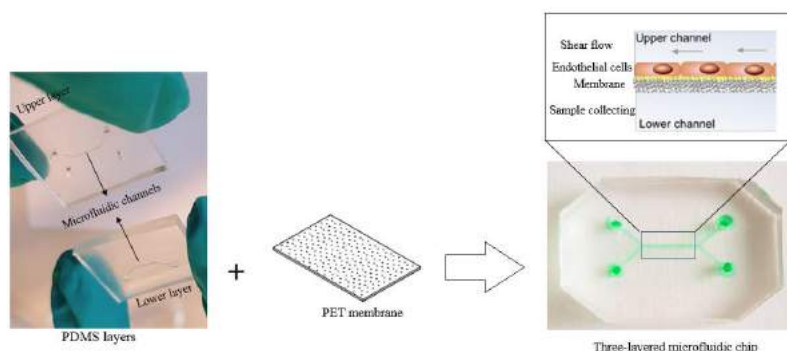 Upper layer
Microfluidic channels
Lower layer
PDMS layers
+
PET membrane
Shear flow
Upper channel
Endothelial cells
Membrane
Sample collecting
Lower channel
Three-layered microfluidic chip